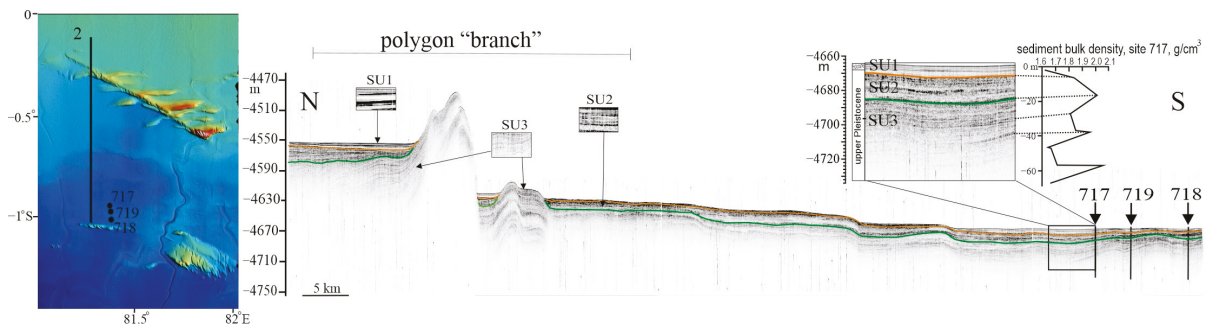 0
−0.5°
−1°S
81.5°
82°E
2
717
719
718
polygon “branch”
N
S
−4470
m
−4510
−4550
−4590
−4630
−4670
−4710
−4750
5 km
SU1
SU2
SU3
−4660
m
−4680
−4700
−4720
upper Pleistocene
SU1
SU2
SU3
sediment bulk density, site 717, g/cm³
1.6
1.7
1.8
1.9
2.0
2.1
0 m
−20
−40
−60
717
719
718